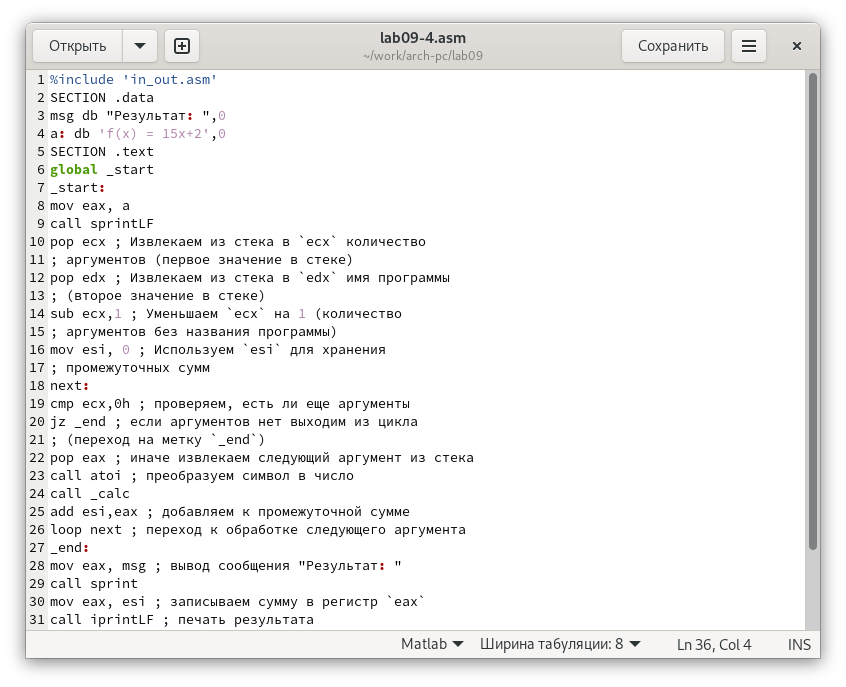 Открыть
lab09-4.asm
~/work/arch-pc/lab09
Сохранить
1 %include 'in_out.asm'
2 SECTION .data
3 msg db "Результат: ",0
4 a: db 'f(x) = 15x+2',0
5 SECTION .text
6 global _start
7 _start:
8 mov eax, a
9 call sprintLF
10 pop ecx ; Извлекаем из стека в `ecx` количество
11 ; аргументов (первое значение в стеке)
12 pop edx ; Извлекаем из стека в `edx` имя программы
13 ; (второе значение в стеке)
14 sub ecx,1 ; Уменьшаем `ecx` на 1 (количество
15 ; аргументов без названия программы)
16 mov esi, 0 ; Используем `esi` для хранения
17 ; промежуточных сумм
18 next:
19 cmp ecx,0h ; проверяем, есть ли еще аргументы
20 jz _end ; если аргументов нет выходим из цикла
21 ; (переход на метку `_end`)
22 pop eax ; иначе извлекаем следующий аргумент из стека
23 call atoi ; преобразуем символ в число
24 call _calc
25 add esi,eax ; добавляем к промежуточной сумме
26 loop next ; переход к обработке следующего аргумента
27 _end:
28 mov eax, msg ; вывод сообщения "Результат: "
29 call sprint
30 mov eax, esi ; записываем сумму в регистр `eax`
31 call iprintLF ; печать результата
Matlab Ширина табуляции: 8 Ln 36, Col 4 INS